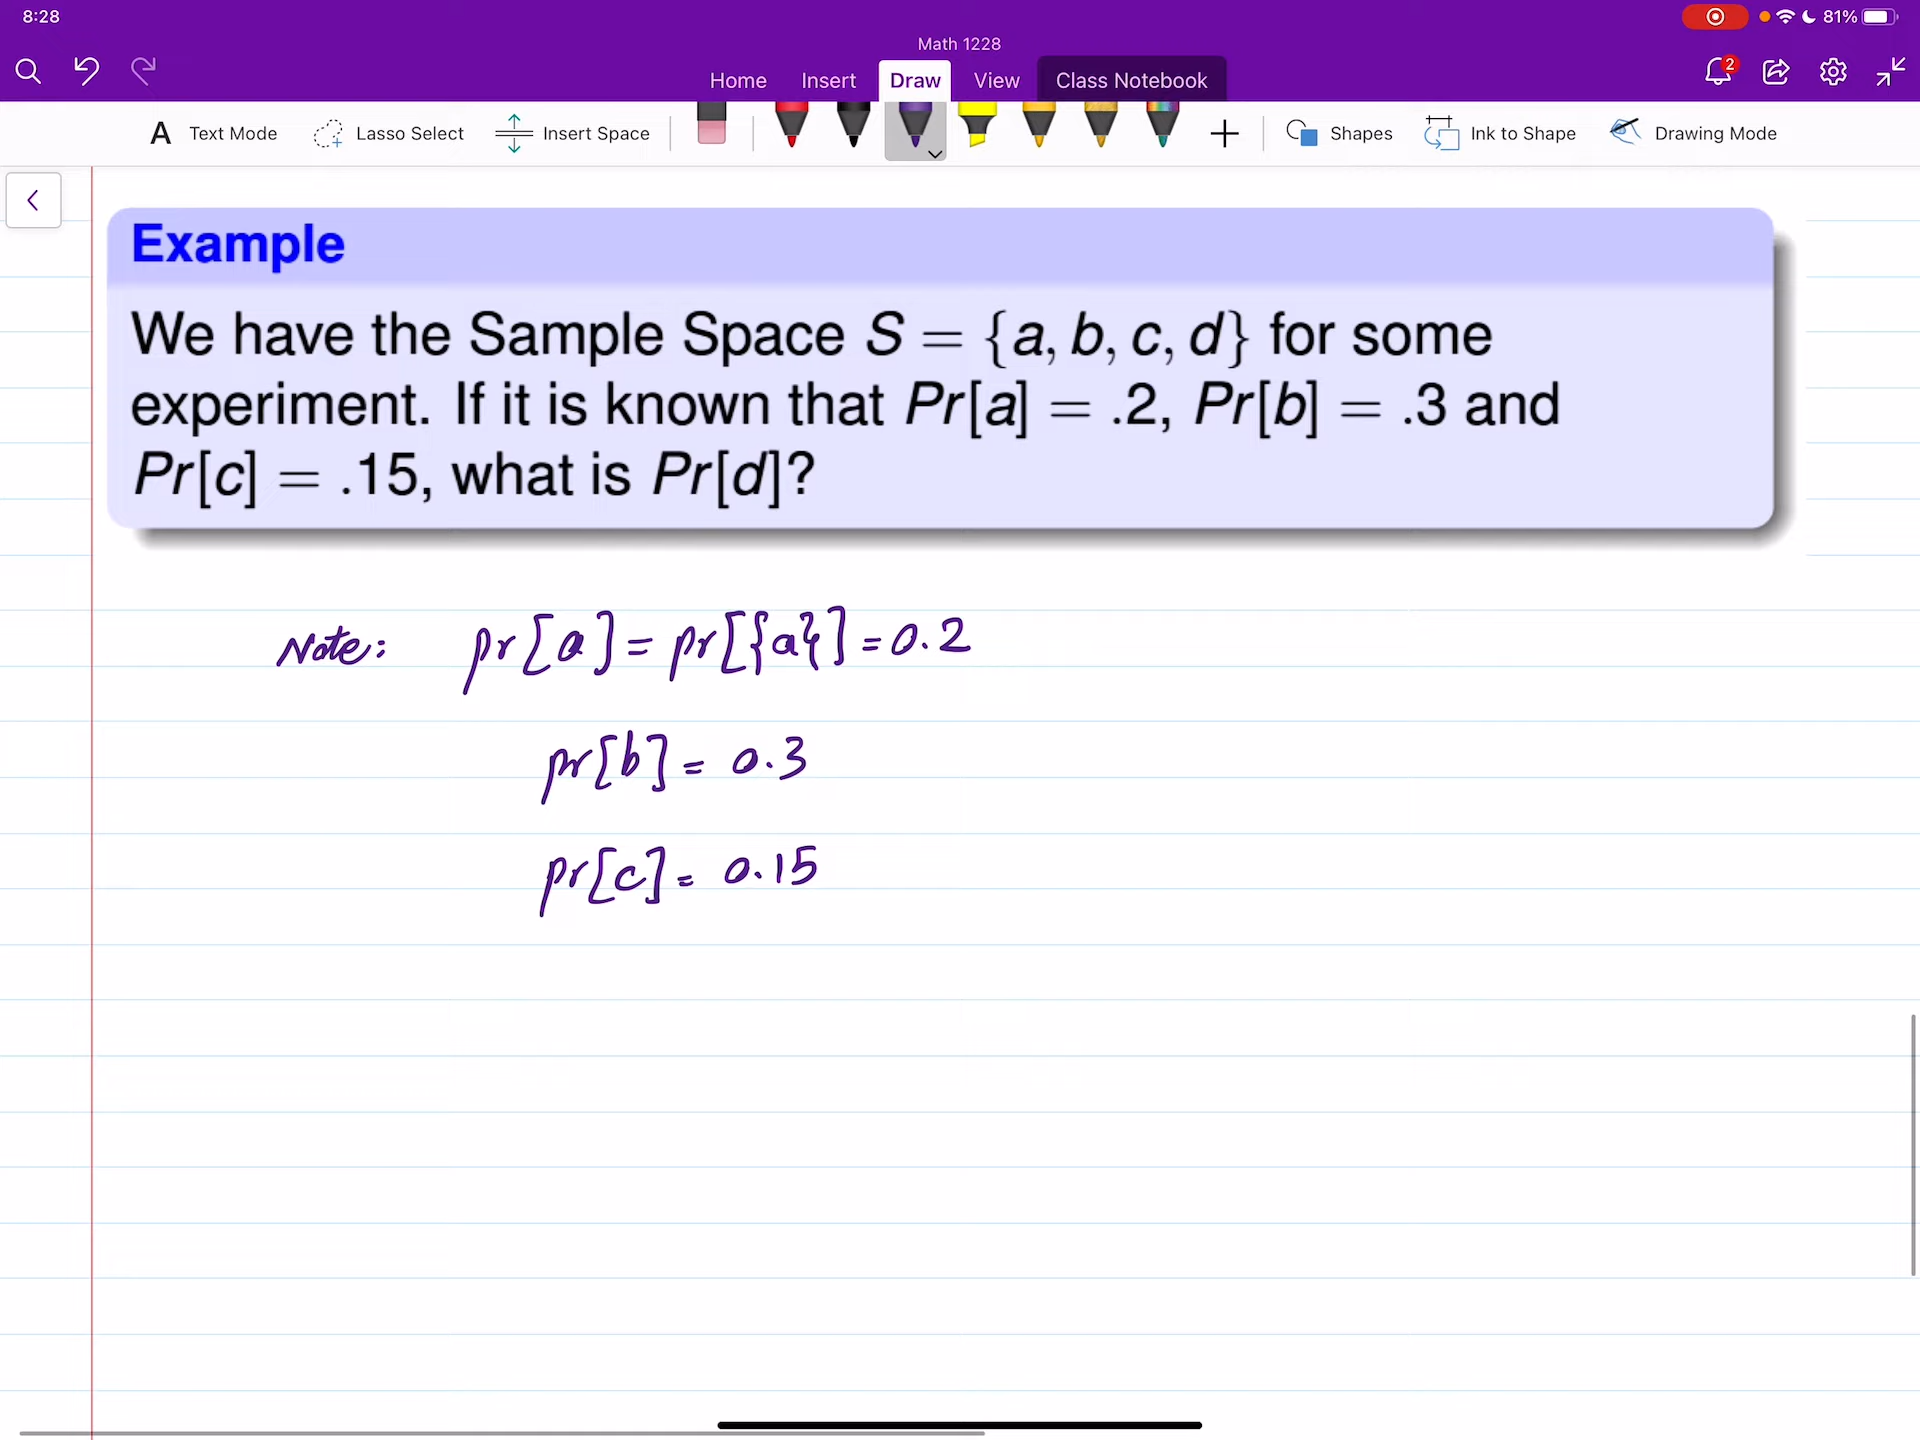 8:28
81%
Math 1228
2
Home Insert Draw View Class Notebook
A Text Mode Lasso Select Insert Space Shapes Ink to Shape Drawing Mode
Example
We have the Sample Space S = {a, b, c, d} for some
experiment. If it is known that Pr[a] = .2, Pr[b] = .3 and
Pr[c] = .15, what is Pr[d]?
Note: pr[a] = pr[{a}] = 0.2
pr[b] = 0.3
pr[c] = 0.15